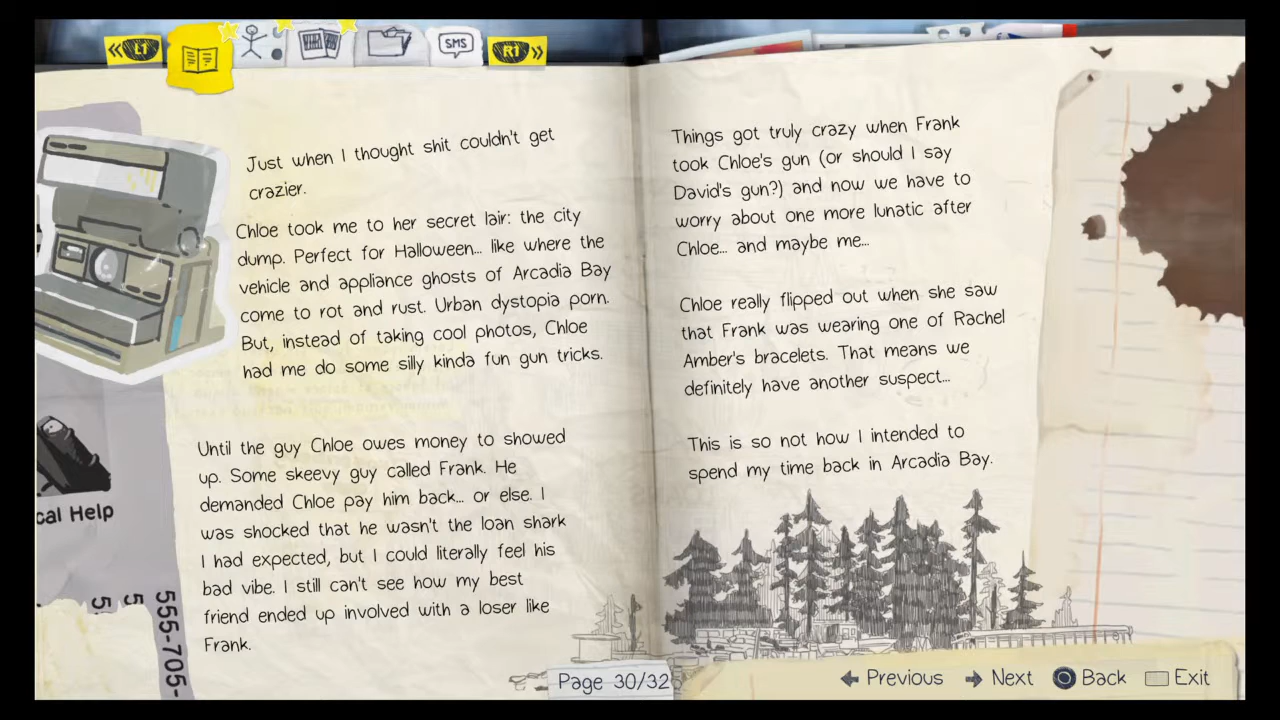 L1
SMS
R1
Just when I thought shit couldn't get
crazier.
Chloe took me to her secret lair: the city
dump. Perfect for Halloween... like where the
vehicle and appliance ghosts of Arcadia Bay
come to rot and rust. Urban dystopia porn.
But, instead of taking cool photos, Chloe
had me do some silly kinda fun gun tricks.
Until the guy Chloe owes money to showed
up. Some skeevy guy called Frank. He
demanded Chloe pay him back... or else. I
was shocked that he wasn't the loan shark
I had expected, but I could literally feel his
bad vibe. I still can't see how my best
friend ended up involved with a loser like
Frank.
cal Help
555-705-
Things got truly crazy when Frank
took Chloe's gun (or should I say
David's gun?) and now we have to
worry about one more lunatic after
Chloe... and maybe me...
Chloe really flipped out when she saw
that Frank was wearing one of Rachel
Amber's bracelets. That means we
definitely have another suspect...
This is so not how I intended to
spend my time back in Arcadia Bay.
Page 30/32
Previous
Next
Back
Exit